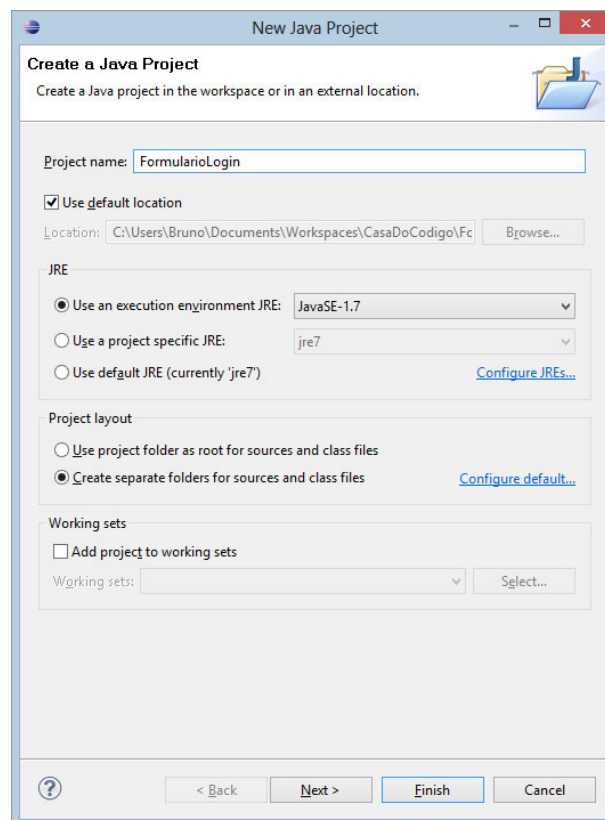 New Java Project
Create a Java Project
Create a Java project in the workspace or in an external location.
Project name: FormularioLogin
Use default location
Location: C:\Users\Bruno\Documents\Workspaces\CasaDoCodigo\Fc Browse...
JRE
Use an execution environment JRE: JavaSE-1.7
Use a project specific JRE: jre7
Use default JRE (currently 'jre7') Configure JREs...
Project layout
Use project folder as root for sources and class files
Create separate folders for sources and class files Configure default...
Working sets
Add project to working sets
Working sets: Select...
? < Back Next > Finish Cancel